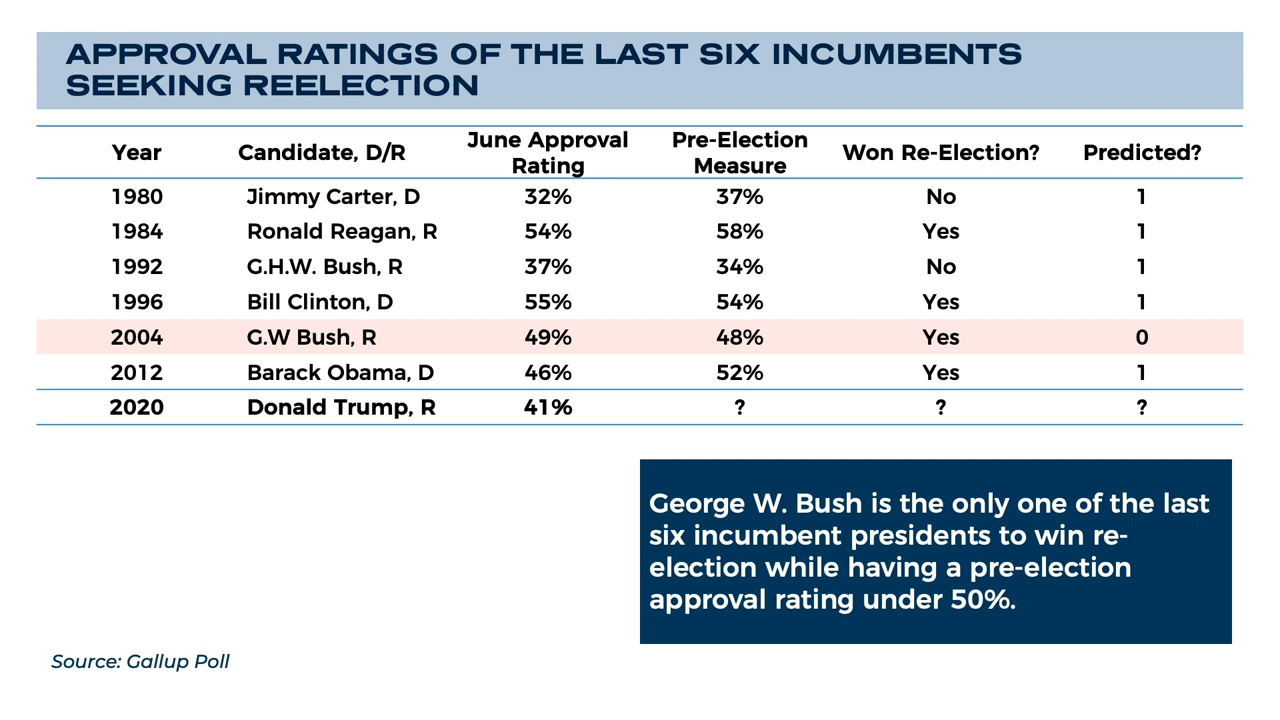 APPROVAL RATINGS OF THE LAST SIX INCUMBENTS
SEEKING REELECTION
Year Candidate, D/R June Approval Rating Pre-Election Measure Won Re-Election? Predicted?
1980 Jimmy Carter, D 32% 37% No 1
1984 Ronald Reagan, R 54% 58% Yes 1
1992 G.H.W. Bush, R 37% 34% No 1
1996 Bill Clinton, D 55% 54% Yes 1
2004 G.W Bush, R 49% 48% Yes 0
2012 Barack Obama, D 46% 52% Yes 1
2020 Donald Trump, R 41% ? ? ?
George W. Bush is the only one of the last
six incumbent presidents to win re-
election while having a pre-election
approval rating under 50%.
Source: Gallup Poll